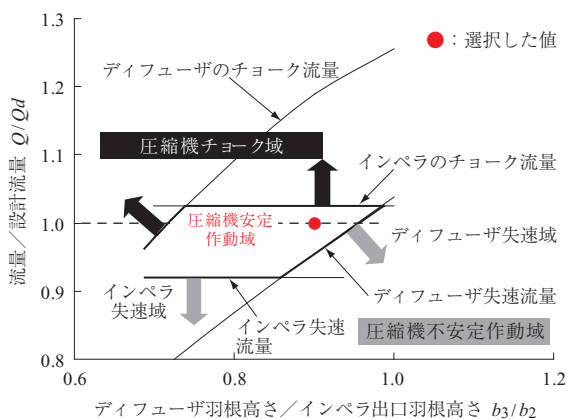 1.3
1.2
1.1
1.0
0.9
0.8
流量／設計流量 Q/Qd
：選択した値
ディフューザのチョーク流量
圧縮機チョーク域
インペラのチョーク流量
圧縮機安定
作動域
ディフューザ失速域
インペラ
失速域
インペラ失速
流量
ディフューザ失速流量
圧縮機不安定作動域
0.6
0.8
1.0
1.2
ディフューザ羽根高さ／インペラ出口羽根高さ b3/b2